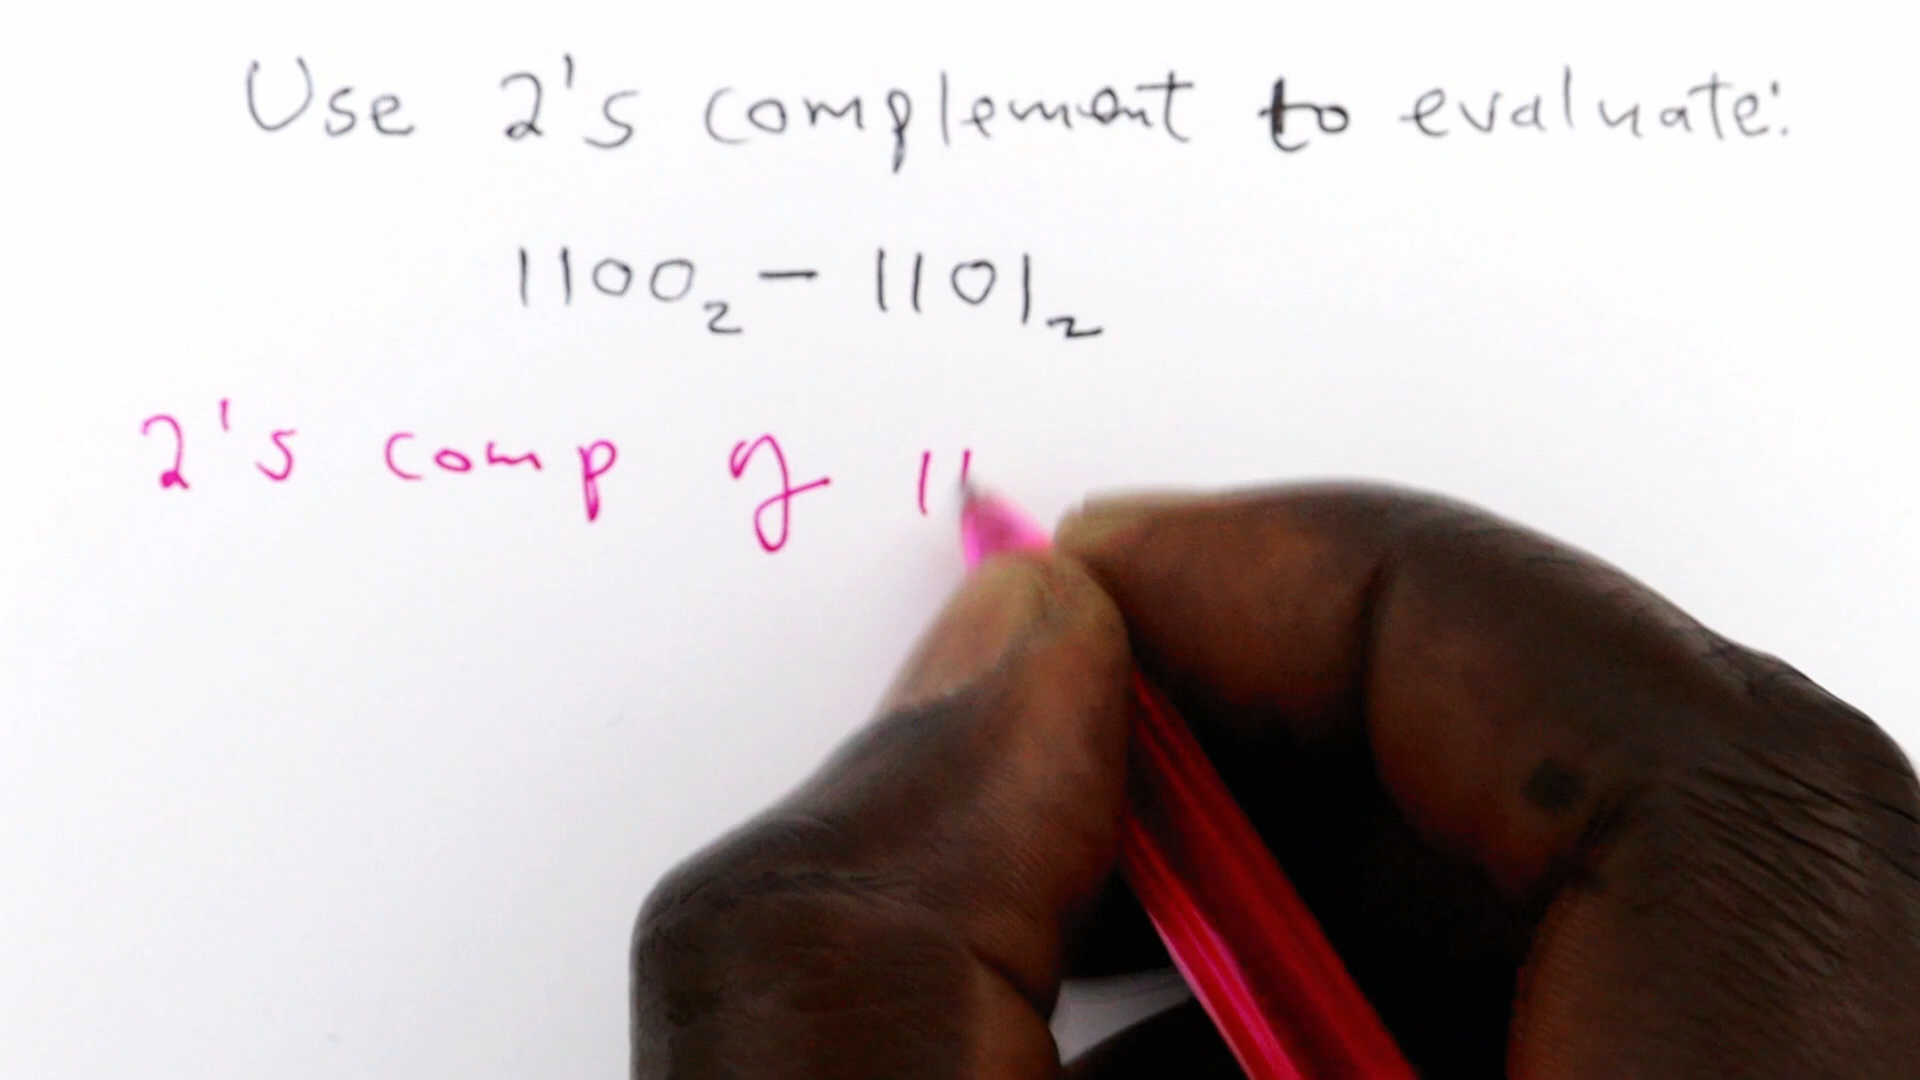 Use 2's complement to evaluate:
1100₂ - 1101₂
2's comp of 11